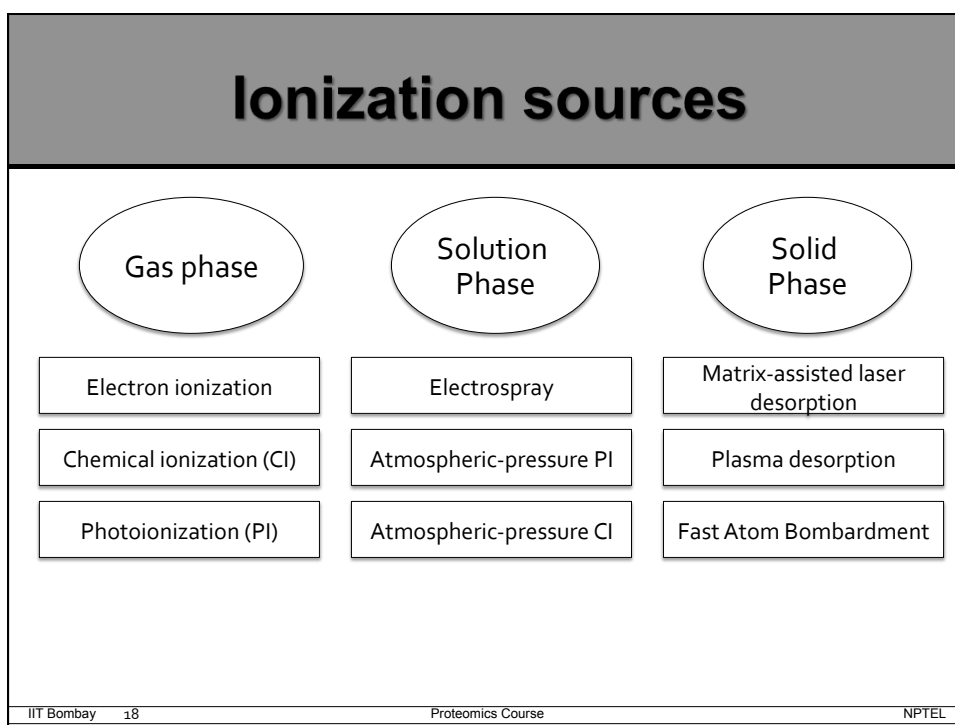 Ionization sources
Gas phase
Solution
Phase
Solid
Phase
Electron ionization
Electrospray
Matrix-assisted laser
desorption
Chemical ionization (CI)
Atmospheric-pressure PI
Plasma desorption
Photoionization (PI)
Atmospheric-pressure CI
Fast Atom Bombardment
IIT Bombay 18 Proteomics Course NPTEL